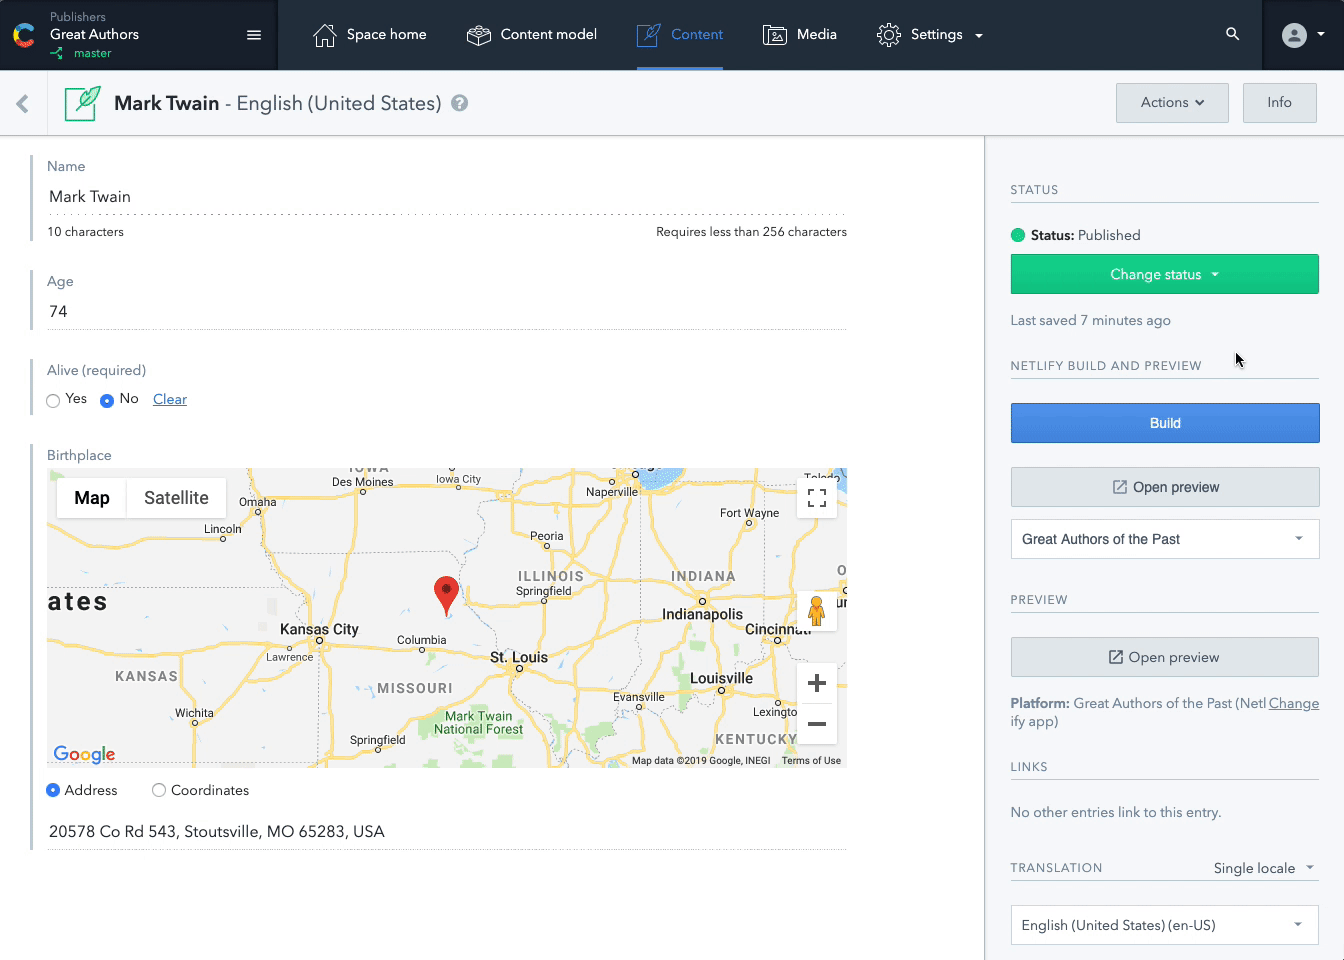 Publishers
Great Authors
master
Space home
Content model
Content
Media
Settings
Mark Twain - English (United States)
Actions
Info
Name
Mark Twain
10 characters
Requires less than 256 characters
Age
74
Alive (required)
Yes
No
Clear
Birthplace
Map
Satellite
IOWA
Des Moines
Iowa City
Naperville
Toledo
Omaha
Fort Wayne
Lincoln
Peoria
ILLINOIS
INDIANA
Springfield
ates
Indianapolis
Kansas City
Columbia
Cincinnati
Lawrence
St. Louis
KANSAS
MISSOURI
Louisville
Evansville
Wichita
Mark Twain
National Forest
Lexingto
Springfield
KENTUCKY
Google
Map data ©2019 Google, INEGI
Terms of Use
Address
Coordinates
20578 Co Rd 543, Stoutsville, MO 65283, USA
STATUS
Status: Published
Change status
Last saved 7 minutes ago
NETLIFY BUILD AND PREVIEW
Build
Open preview
Great Authors of the Past
PREVIEW
Open preview
Platform: Great Authors of the Past (Netl
ify app)
Change
LINKS
No other entries link to this entry.
TRANSLATION
Single locale
English (United States) (en-US)